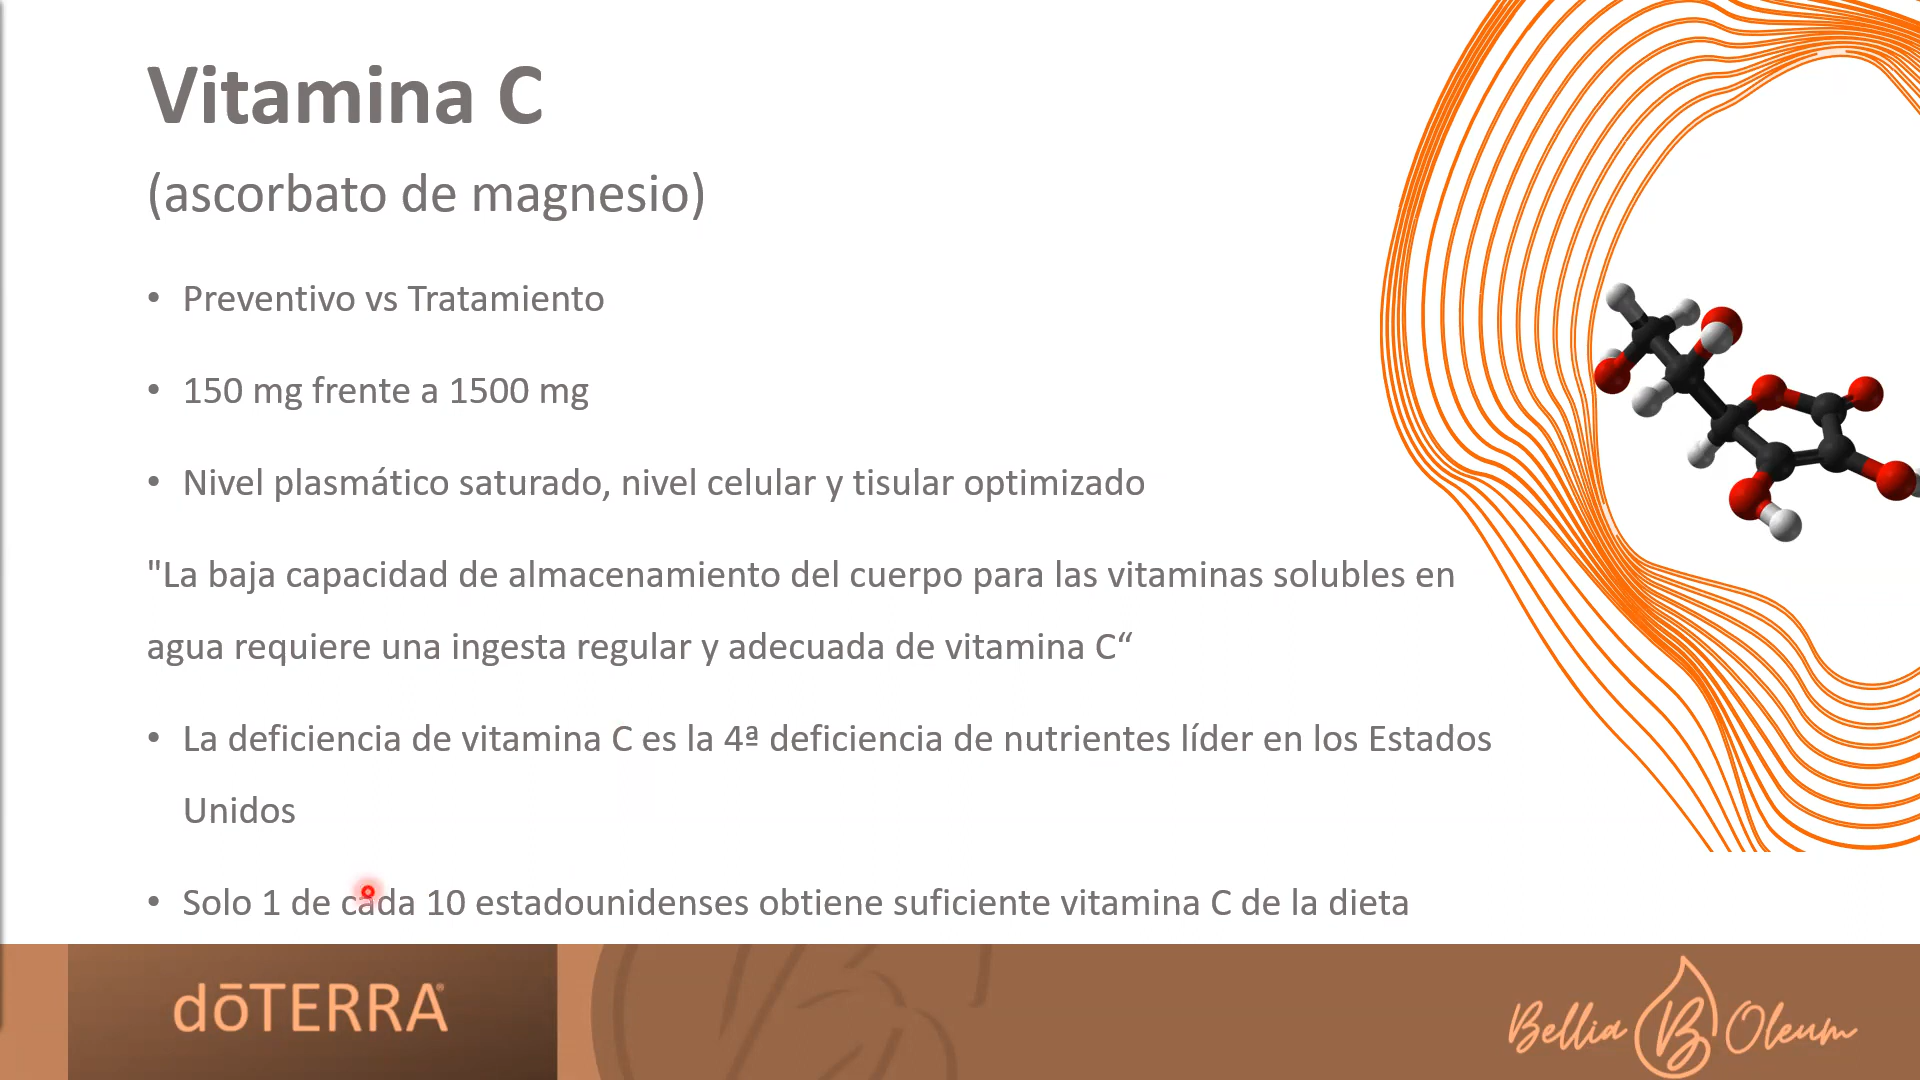 Vitamina C
(ascorbato de magnesio)
• Preventivo vs Tratamiento
• 150 mg frente a 1500 mg
• Nivel plasmático saturado, nivel celular y tisular optimizado
"La baja capacidad de almacenamiento del cuerpo para las vitaminas solubles en
agua requiere una ingesta regular y adecuada de vitamina C“
• La deficiencia de vitamina C es la 4ª deficiencia de nutrientes líder en los Estados
Unidos
• Solo 1 de cada 10 estadounidenses obtiene suficiente vitamina C de la dieta
dōTERRA®
Bellia B Oleum